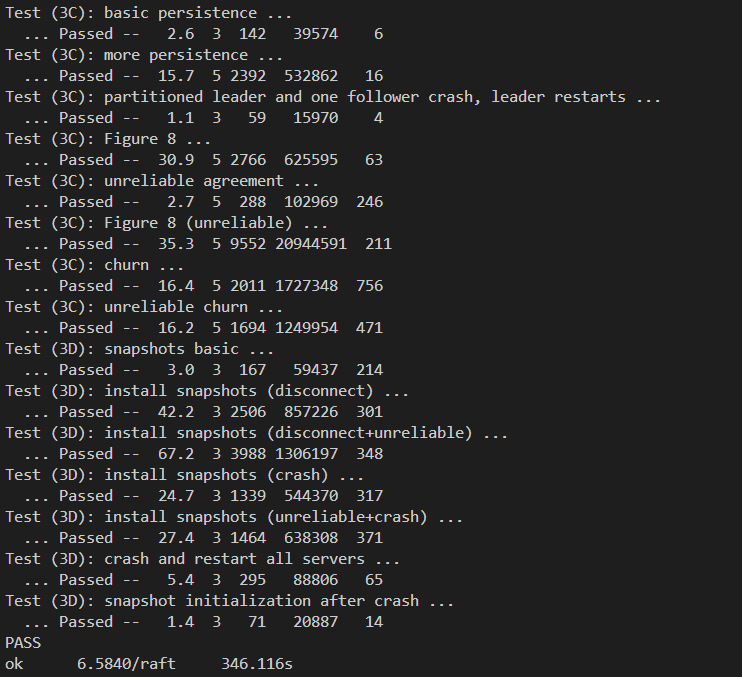 Test (3C): basic persistence ...
  ... Passed --   2.6  3  142   39574    6
Test (3C): more persistence ...
  ... Passed --  15.7  5 2392  532862   16
Test (3C): partitioned leader and one follower crash, leader restarts ...
  ... Passed --   1.1  3   59   15970    4
Test (3C): Figure 8 ...
  ... Passed --  30.9  5 2766  625595   63
Test (3C): unreliable agreement ...
  ... Passed --   2.7  5  288  102969  246
Test (3C): Figure 8 (unreliable) ...
  ... Passed --  35.3  5 9552 20944591  211
Test (3C): churn ...
  ... Passed --  16.4  5 2011 1727348  756
Test (3C): unreliable churn ...
  ... Passed --  16.2  5 1694 1249954  471
Test (3D): snapshots basic ...
  ... Passed --   3.0  3  167   59437  214
Test (3D): install snapshots (disconnect) ...
  ... Passed --  42.2  3 2506  857226  301
Test (3D): install snapshots (disconnect+unreliable) ...
  ... Passed --  67.2  3 3988 1306197  348
Test (3D): install snapshots (crash) ...
  ... Passed --  24.7  3 1339  544370  317
Test (3D): install snapshots (unreliable+crash) ...
  ... Passed --  27.4  3 1464  638308  371
Test (3D): crash and restart all servers ...
  ... Passed --   5.4  3  295   88806   65
Test (3D): snapshot initialization after crash ...
  ... Passed --   1.4  3   71   20887   14
PASS
ok      6.5840/raft     346.116s